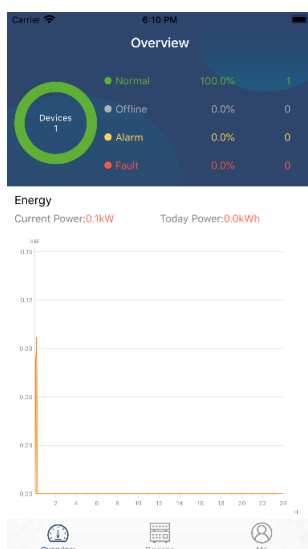 Carrier 6:10 PM
Overview
Devices
1
Normal 100.0% 1
Offline 0.0% 0
Alarm 0.0% 0
Fault 0.0% 0
Energy
Current Power:0.1kW Today Power:0.0kWh
kW
0.15
0.12
0.09
0.06
0.03
0.00
2 4 6 8 10 12 14 16 18 20 22 24
H
Overview Devices Me